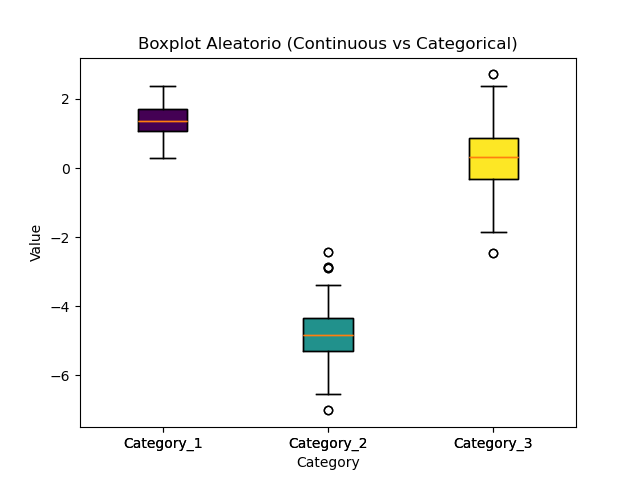 Boxplot Aleatorio (Continuous vs Categorical)
2
0
−2
−4
−6
Value
Category_1
Category_2
Category_3
Category